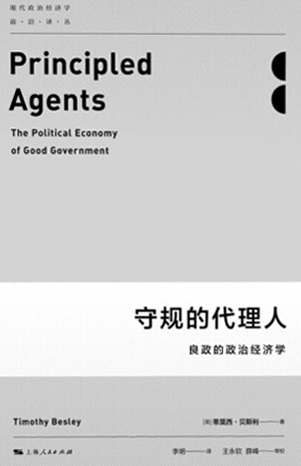 现代政治经济学
前·沿·译·丛
Principled
Agents
The Political Economy
of Good Government
守规的代理人
良政的政治经济学
[英]蒂莫西·贝斯利 著
Timothy Besley
上海人民出版社
李明 译 王永钦 薛峰 审校